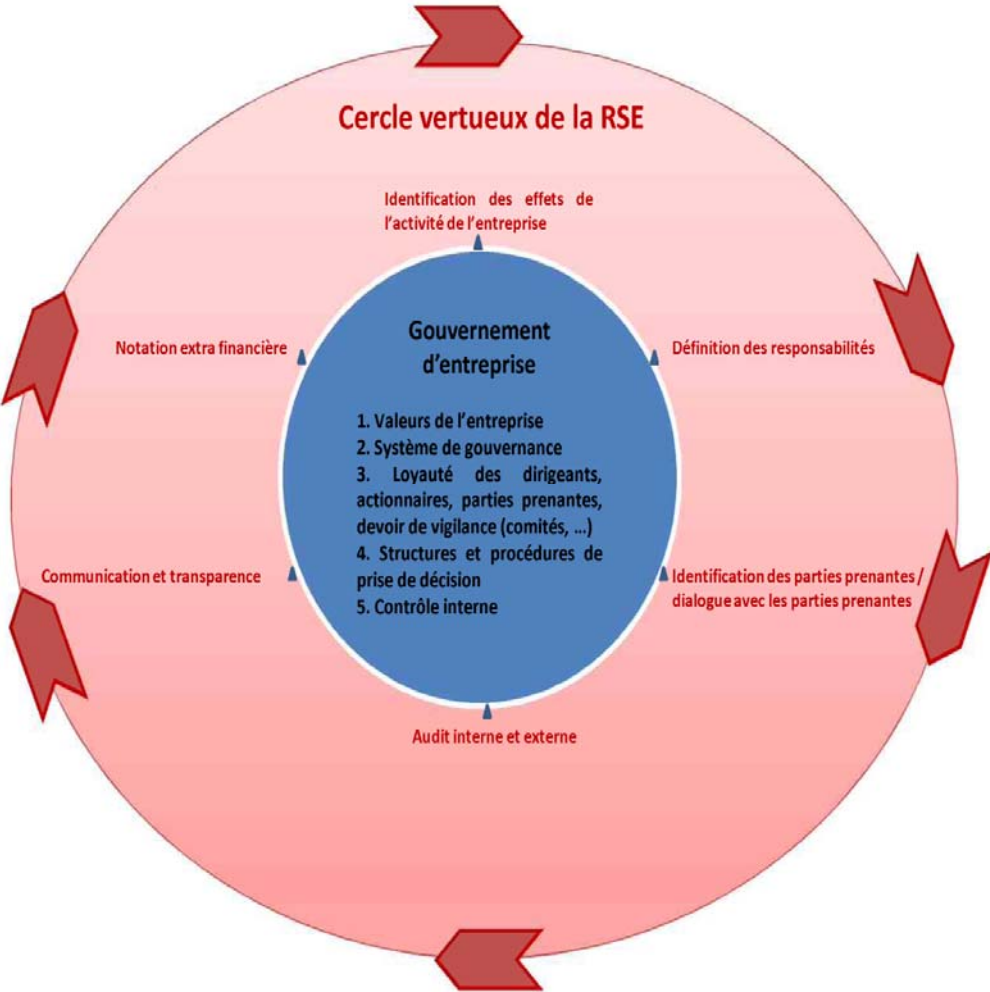 Cercle vertueux de la RSE
Identification des effets de
l'activité de l'entreprise
Notation extra financière
Définition des responsabilités
Gouvernement
d'entreprise
1. Valeurs de l'entreprise
2. Système de gouvernance
3. Loyauté des dirigeants,
actionnaires, parties prenantes,
devoir de vigilance (comités, ...)
4. Structures et procédures de
prise de décision
5. Contrôle interne
Communication et transparence
Identification des parties prenantes /
dialogue avec les parties prenantes
Audit interne et externe